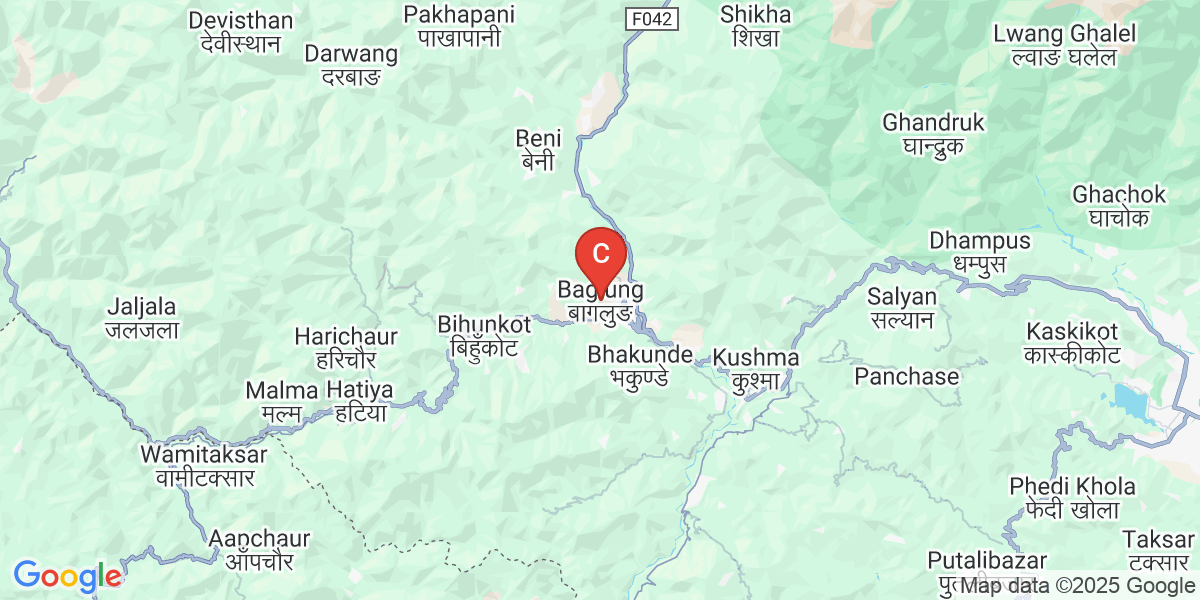 Devisthan
देवीस्थान
Pakhapani
पाखापानी
F042
Shikha
शिखा
Lwang Ghalel
ल्वाङ घलेल
Darwang
दरबाङ
Ghandruk
घान्द्रुक
Beni
बेनी
Ghachok
घाचोक
Dhampus
धम्पुस
C
Baglung
बागलुङ
Salyan
सल्यान
Jaljala
जलजला
Harichaur
हरिचौर
Bihunkot
बिहुँकोट
Kaskikot
कास्कीकोट
Bhakunde
भकुण्डे
Kushma
कुश्मा
Panchase
Malma
मल्म
Hatiya
हटिया
Wamitaksar
वामीटक्सार
Phedi Khola
फेदी खोला
Aanchaur
आँपचौर
Taksar
टक्सार
Putalibazar
Google
Map data ©2025 Google